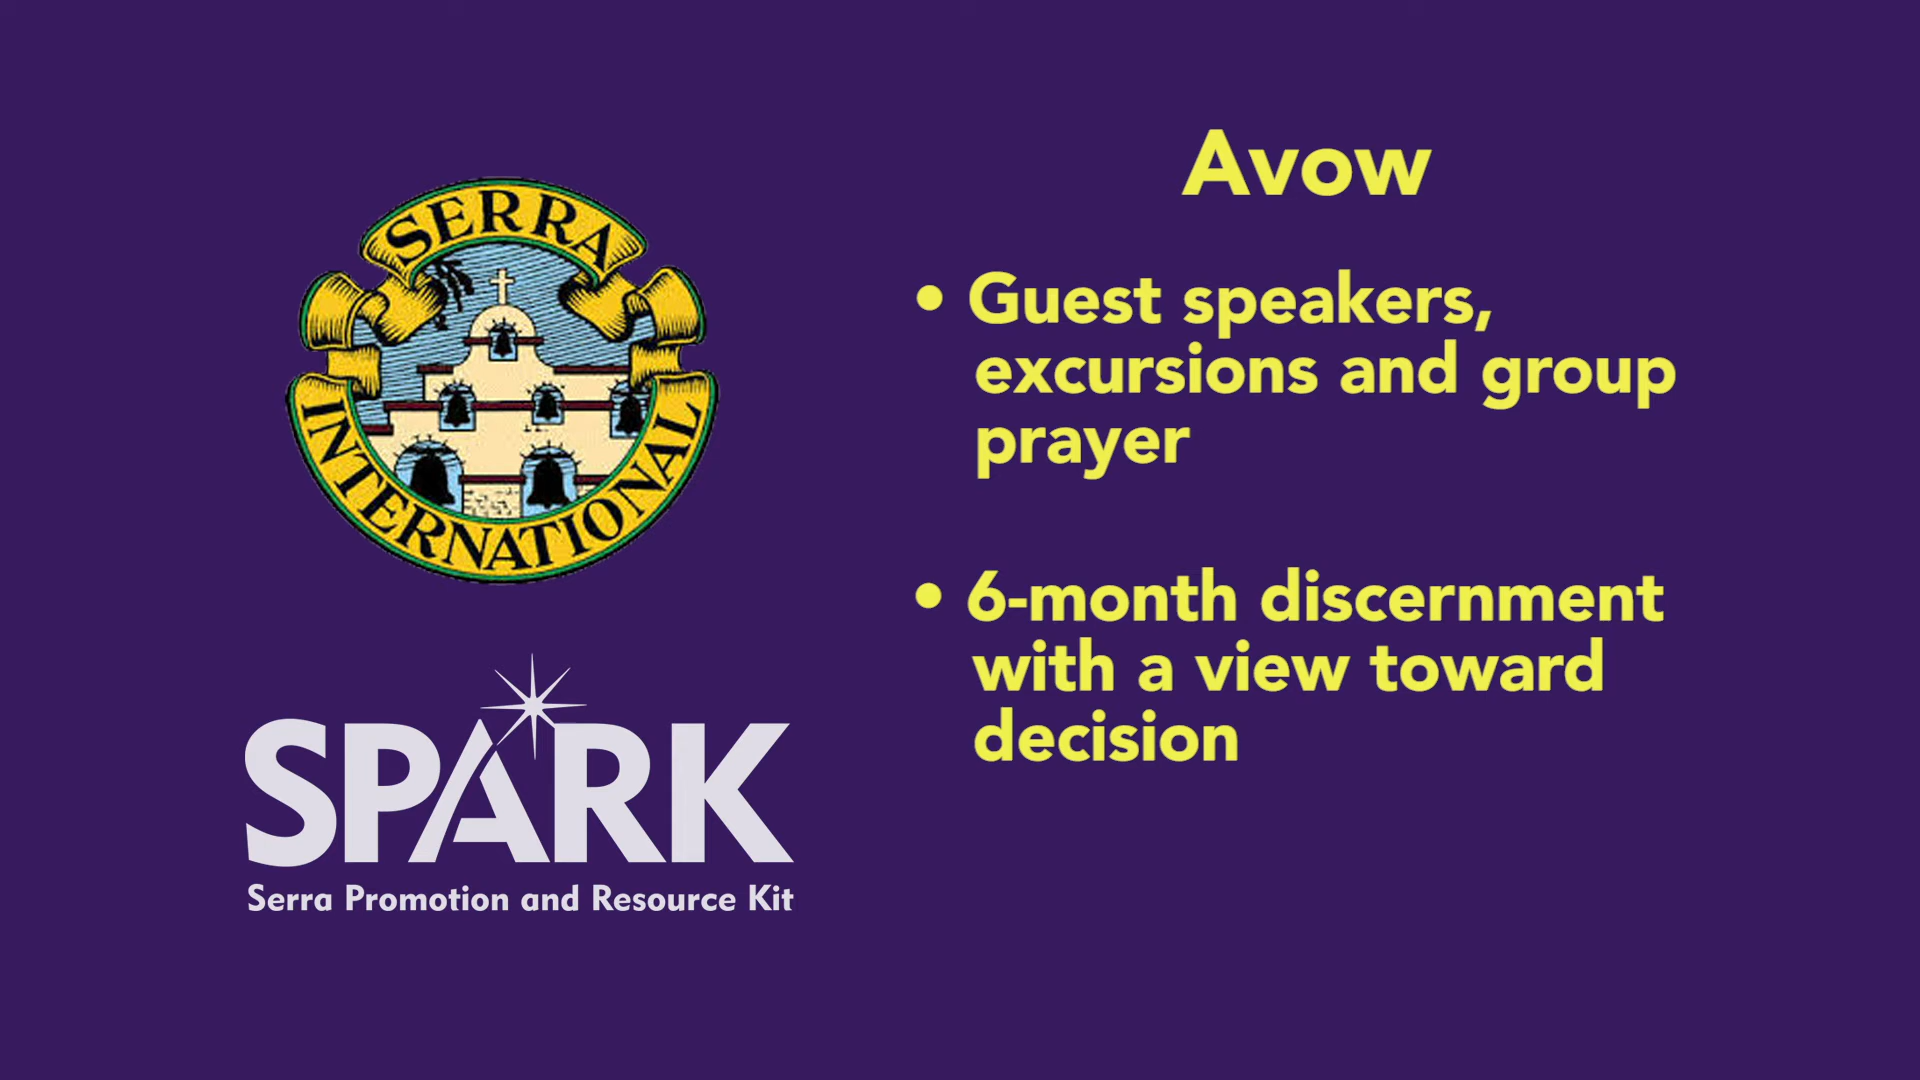 SERRA
INTERNATIONAL
SPARK
Serra Promotion and Resource Kit
Avow
• Guest speakers,
excursions and group
prayer
• 6-month discernment
with a view toward
decision